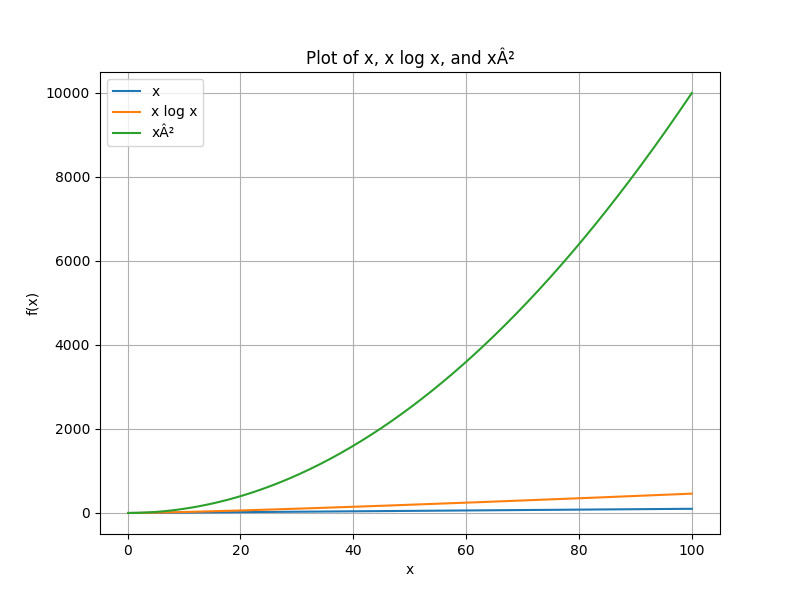 Plot of x, x log x, and xÂ²
x
x log x
xÂ²
10000
8000
6000
4000
2000
0
f(x)
0 20 40 60 80 100
x